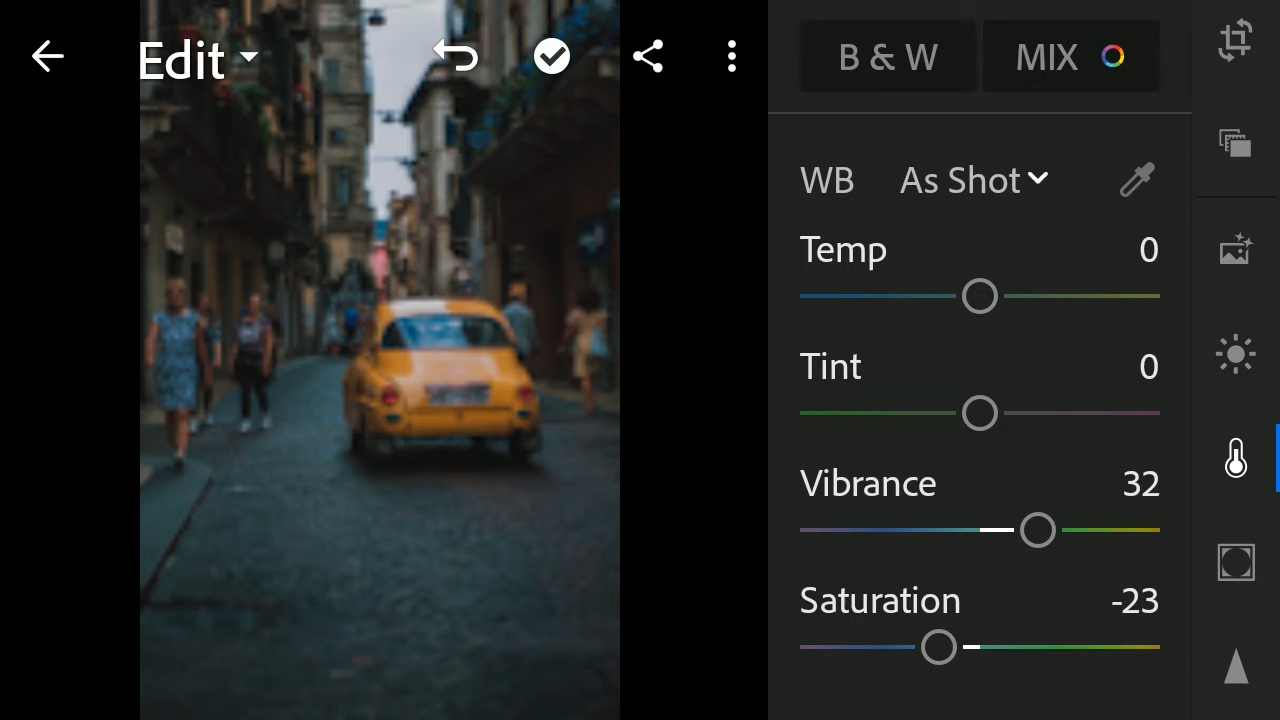 Edit
B & W MIX
WB As Shot
Temp 0
Tint 0
Vibrance 32
Saturation -23